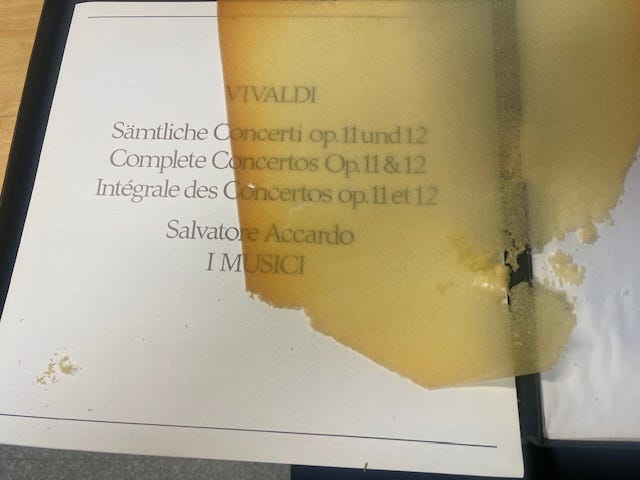 VIVALDI
Sämtliche Concerti op.11 und 12
Complete Concertos Op.11 & 12
Intégrale des Concertos op.11 et 12
Salvatore Accardo
I MUSICI